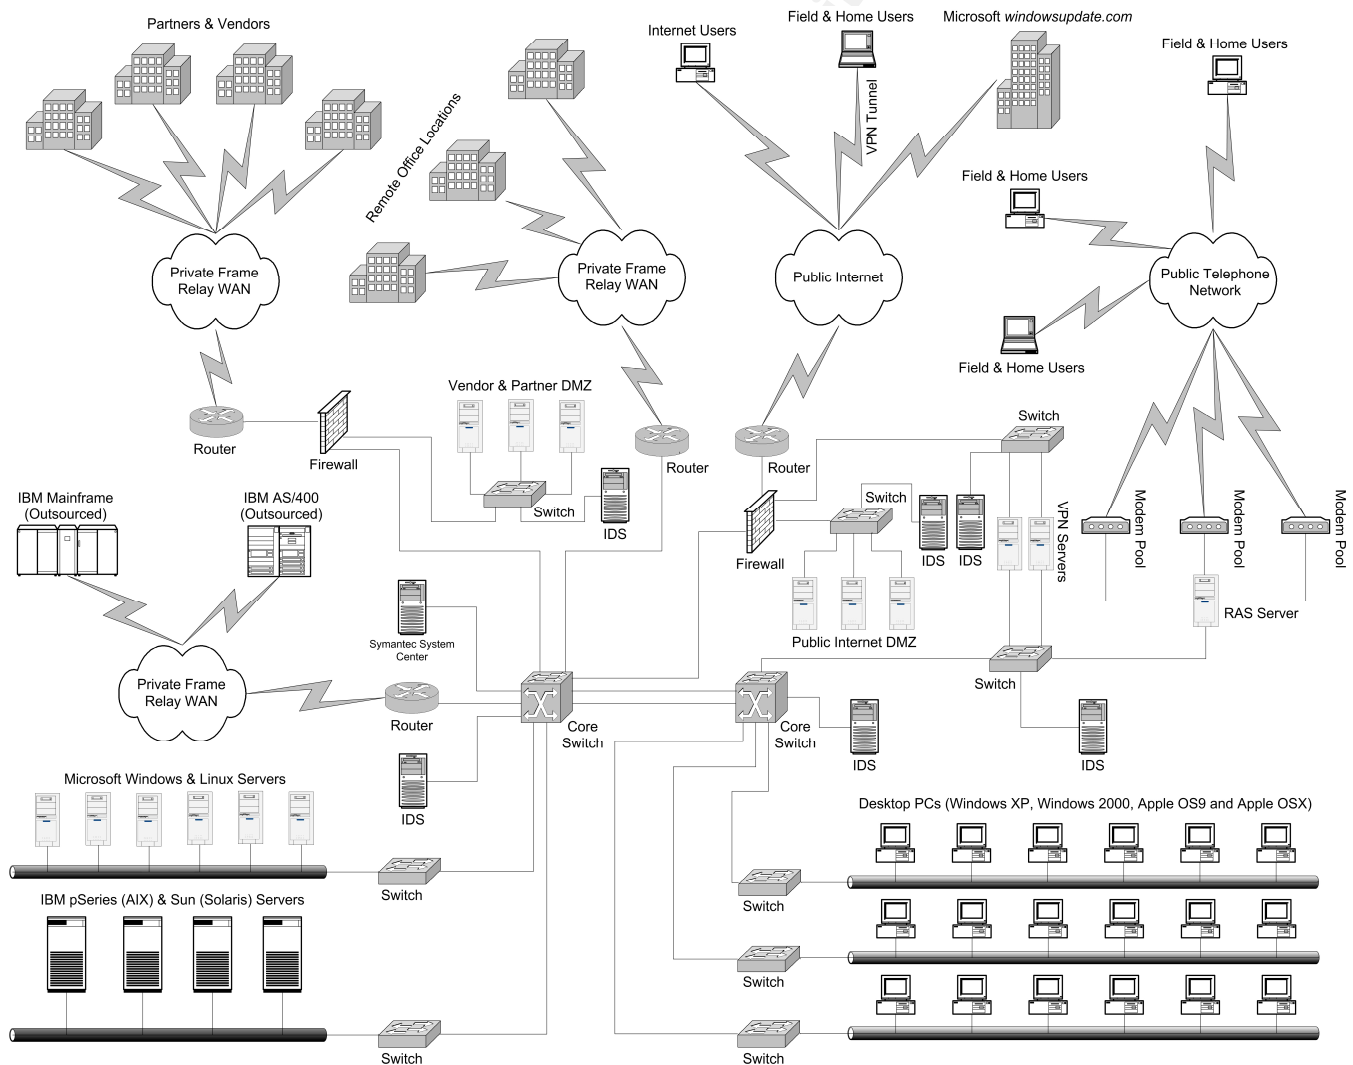 Partners & Vendors
Internet Users
Field & Home Users
Microsoft windowsupdate.com
Field & Home Users
Remote Office Locations
VPN Tunnel
Field & Home Users
Private Frame
Relay WAN
Private Frame
Relay WAN
Public Internet
Public Telephone
Network
Field & Home Users
Vendor & Partner DMZ
Router
Firewall
Router
Router
Switch
IBM Mainframe
(Outsourced)
IBM AS/400
(Outsourced)
Switch
IDS
Switch
Firewall
IDS
IDS
VPN Servers
Modem Pool
Modem Pool
Modem Pool
RAS Server
Public Internet DMZ
Symantec System
Center
Switch
Private Frame
Relay WAN
Router
Core
Switch
Core
Switch
IDS
IDS
IDS
Microsoft Windows & Linux Servers
Desktop PCs (Windows XP, Windows 2000, Apple OS9 and Apple OSX)
Switch
Switch
IBM pSeries (AIX) & Sun (Solaris) Servers
Switch
Switch
Switch